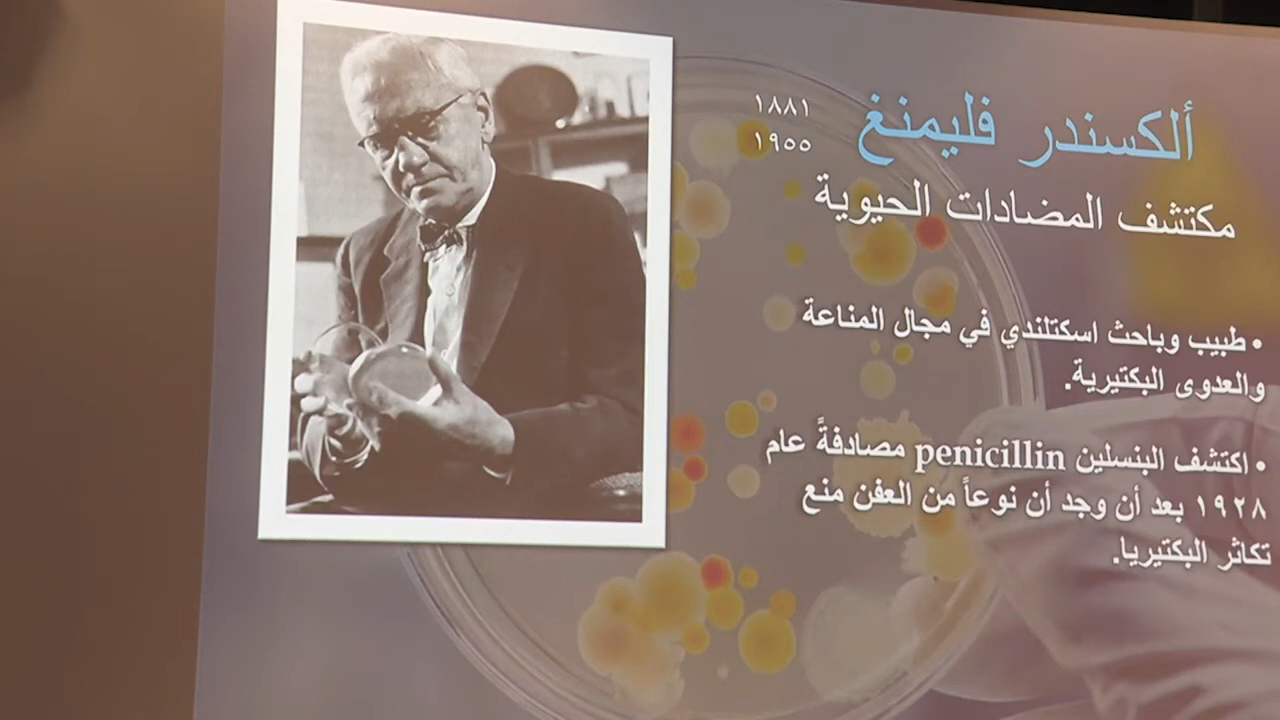 ألكسندر فليمنغ
١٨٨١
١٩٥٥
مكتشف المضادات الحيوية
• طبيب وباحث اسكتلندي في مجال المناعة
والعدوى البكتيرية.
• اكتشف البنسلين penicillin مصادفةً عام
١٩٢٨ بعد أن وجد أن نوعاً من العفن منع
تكاثر البكتيريا.